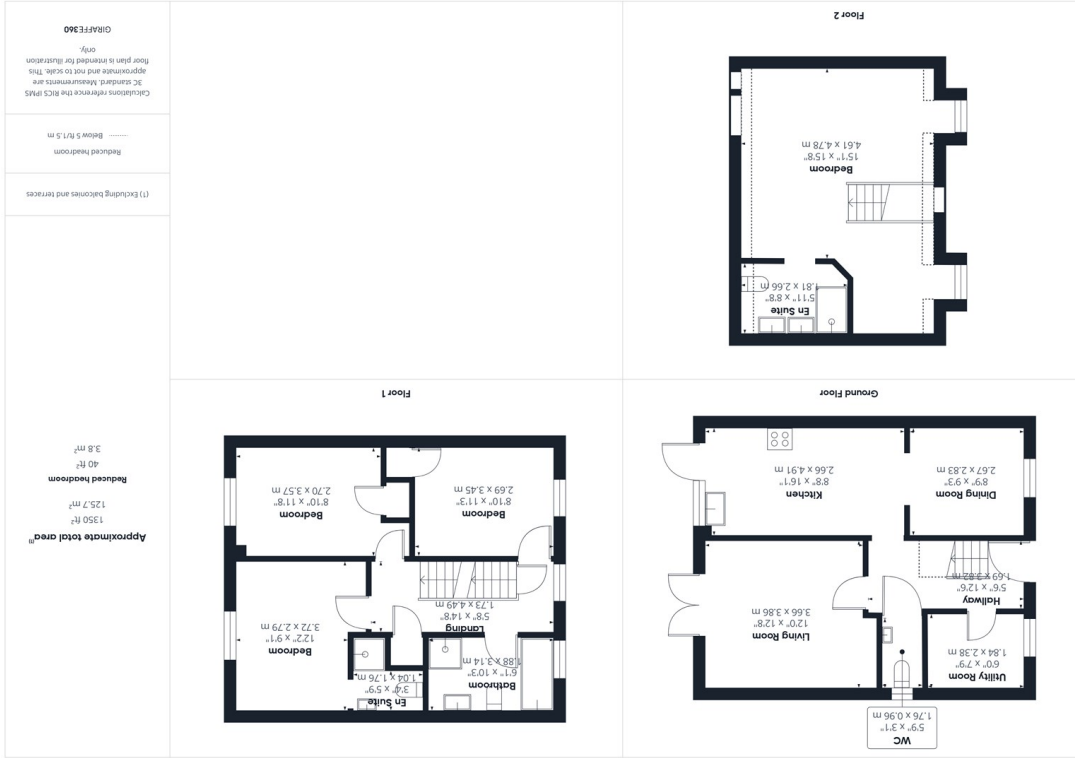 Approximate total area⁽¹⁾
1350 ft²
125.7 m²
Reduced headroom
40 ft²
3.8 m²
(1) Excluding balconies and terraces
Reduced headroom
........ Below 5 ft/1.5 m
Calculations reference the RICS IPMS
3C standard. Measurements are
approximate and not to scale. This
floor plan is intended for illustration
only.
GIRAFFE360
WC
5'9" x 3'1"
1.76 x 0.96 m
Utility Room
6'0" x 7'9"
1.84 x 2.38 m
Living Room
12'0" x 12'8"
3.66 x 3.86 m
Hallway
5'6" x 12'6"
1.69 x 3.82 m
Dining Room
8'9" x 9'3"
2.67 x 2.83 m
Kitchen
8'8" x 16'1"
2.66 x 4.91 m
Ground Floor
Bathroom
6'1" x 10'3"
1.88 x 3.14 m
En Suite
3'4" x 5'9"
1.04 x 1.76 m
Bedroom
12'2" x 9'1"
3.72 x 2.79 m
Landing
5'8" x 14'8"
1.73 x 4.49 m
Bedroom
8'10" x 11'3"
2.69 x 3.45 m
Bedroom
8'10" x 11'8"
2.70 x 3.57 m
Floor 1
En Suite
5'11" x 8'8"
1.81 x 2.66 m
Bedroom
15'1" x 15'8"
4.61 x 4.78 m
Floor 2